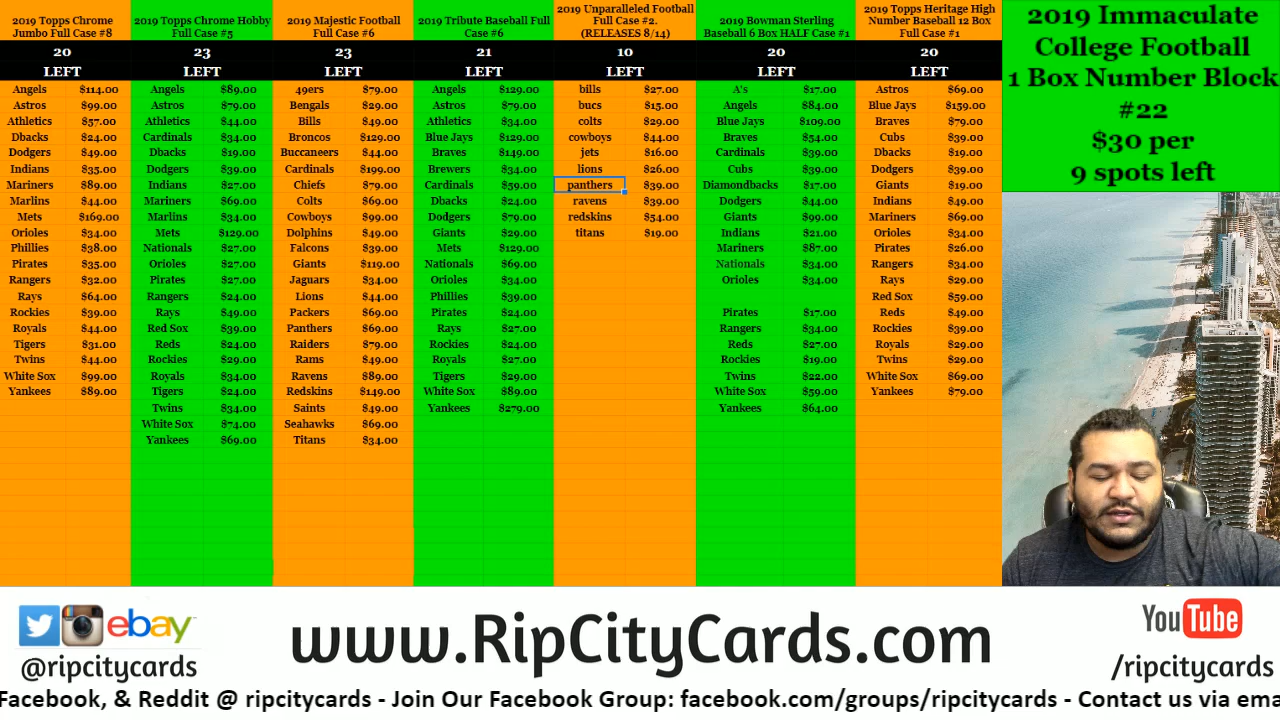 2019 Topps Chrome
Jumbo Full Case #8
20
LEFT
Angels $114.00
Astros $99.00
Athletics $57.00
Dbacks $24.00
Dodgers $49.00
Indians $35.00
Mariners $89.00
Marlins $44.00
Mets $169.00
Orioles $34.00
Phillies $38.00
Pirates $35.00
Rangers $32.00
Rays $64.00
Rockies $39.00
Royals $44.00
Tigers $31.00
Twins $44.00
White Sox $99.00
Yankees $89.00
2019 Topps Chrome Hobby
Full Case #5
23
LEFT
Angels $89.00
Astros $79.00
Athletics $44.00
Cardinals $34.00
Dbacks $19.00
Dodgers $39.00
Indians $27.00
Mariners $69.00
Marlins $34.00
Mets $129.00
Nationals $27.00
Orioles $27.00
Pirates $27.00
Rangers $24.00
Rays $49.00
Red Sox $39.00
Reds $24.00
Rockies $29.00
Royals $34.00
Tigers $24.00
Twins $34.00
White Sox $74.00
Yankees $69.00
2019 Majestic Football
Full Case #6
23
LEFT
49ers $79.00
Bengals $29.00
Bills $49.00
Broncos $129.00
Buccaneers $44.00
Cardinals $199.00
Chiefs $79.00
Colts $69.00
Cowboys $99.00
Dolphins $49.00
Falcons $39.00
Giants $119.00
Jaguars $34.00
Lions $44.00
Packers $69.00
Panthers $69.00
Raiders $79.00
Rams $49.00
Ravens $89.00
Redskins $149.00
Saints $49.00
Seahawks $69.00
Titans $34.00
2019 Tribute Baseball Full
Case #6
21
LEFT
Angels $129.00
Astros $79.00
Athletics $34.00
Blue Jays $129.00
Braves $149.00
Brewers $34.00
Cardinals $59.00
Dbacks $24.00
Dodgers $79.00
Giants $29.00
Mets $129.00
Nationals $69.00
Orioles $34.00
Phillies $39.00
Pirates $24.00
Rays $27.00
Rockies $24.00
Royals $27.00
Tigers $29.00
White Sox $89.00
Yankees $279.00
2019 Unparalleled Football
Full Case #2.
(RELEASES 8/14)
10
LEFT
bills $27.00
bucs $15.00
colts $29.00
cowboys $44.00
jets $16.00
lions $26.00
panthers $39.00
ravens $39.00
redskins $54.00
titans $19.00
2019 Bowman Sterling
Baseball 6 Box HALF Case #1
20
LEFT
A's $17.00
Angels $84.00
Blue Jays $109.00
Braves $54.00
Cardinals $39.00
Cubs $39.00
Diamondbacks $17.00
Dodgers $44.00
Giants $99.00
Indians $21.00
Mariners $87.00
Nationals $34.00
Orioles $34.00
Pirates $17.00
Rangers $34.00
Reds $27.00
Rockies $19.00
Twins $22.00
White Sox $59.00
Yankees $64.00
2019 Topps Heritage High
Number Baseball 12 Box
Full Case #1
20
LEFT
Astros $69.00
Blue Jays $159.00
Braves $79.00
Cubs $39.00
Dbacks $19.00
Dodgers $39.00
Giants $19.00
Indians $49.00
Mariners $69.00
Orioles $34.00
Pirates $26.00
Rangers $34.00
Rays $29.00
Red Sox $59.00
Reds $49.00
Rockies $39.00
Royals $29.00
Twins $29.00
White Sox $69.00
Yankees $79.00
2019 Immaculate
College Football
1 Box Number Block
#22
$30 per
9 spots left
ebay
@ripcitycards
www.RipCityCards.com
YouTube
/ripcitycards
Facebook, & Reddit @ ripcitycards - Join Our Facebook Group: facebook.com/groups/ripcitycards - Contact us via ema